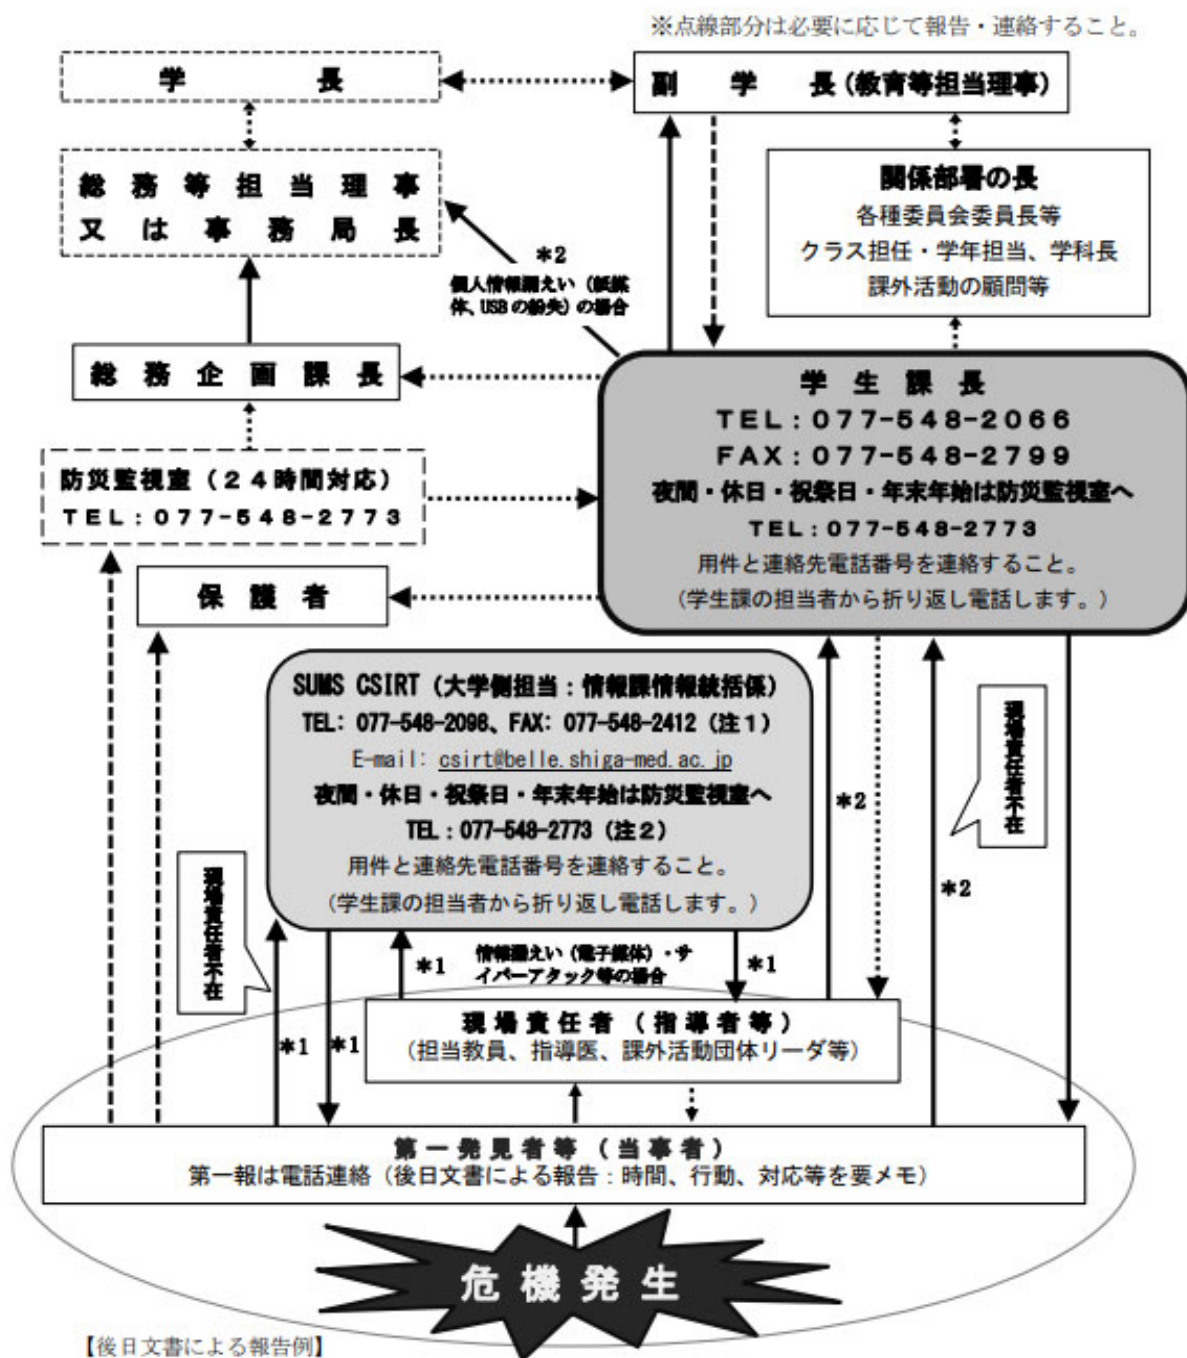 ※点線部分は必要に応じて報告・連絡すること。
学長
副学長(教育等担当理事)
総務等担当理事
又は事務局長
関係部署の長
各種委員会委員長等
クラス担任・学年担当、学科長
課外活動の顧問等
*2
個人情報漏えい（紙媒
体、USBの紛失）の場合
総務企画課長
学生課長
TEL：077-548-2066
FAX：077-548-2799
夜間・休日・祝祭日・年末年始は防災監視室へ
TEL：077-548-2773
用件と連絡先電話番号を連絡すること。
(学生課の担当者から折り返し電話します。)
防災監視室（24時間対応）
TEL：077-548-2773
保護者
SUMS CSIRT（大学側担当：情報課情報統括係）
TEL: 077-548-2098、FAX: 077-548-2412（注1）
E-mail: csirt@belle.shiga-med.ac.jp
夜間・休日・祝祭日・年末年始は防災監視室へ
TEL：077-548-2773（注2）
用件と連絡先電話番号を連絡すること。
(学生課の担当者から折り返し電話します。)
現場責任者不在
現場責任者不在
*2
*2
*1
情報漏えい（電子媒体）・サ
イバーアタック等の場合
*1
*1
*1
現場責任者（指導者等）
(担当教員、指導医、課外活動団体リーダ等)
第一発見者等（当事者）
第一報は電話連絡（後日文書による報告：時間、行動、対応等を要メモ）
危機発生
【後日文書による報告例】